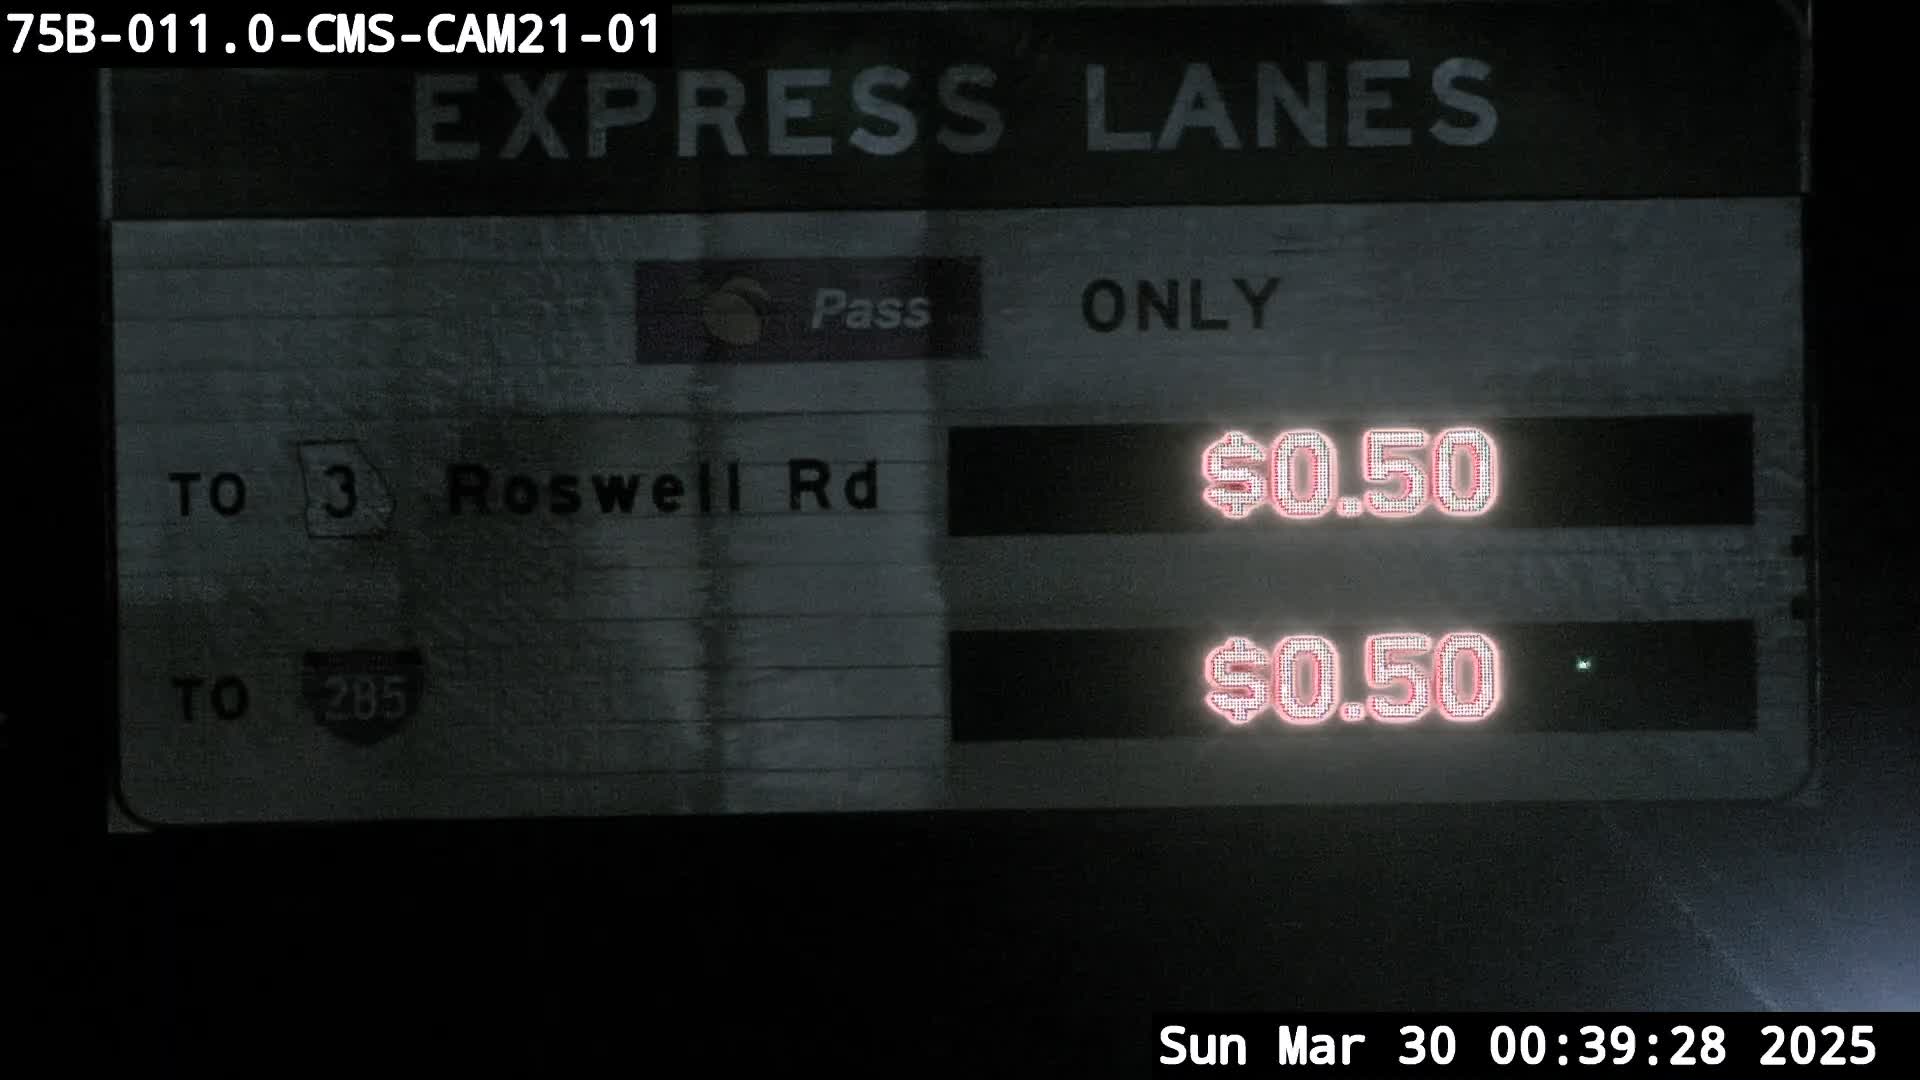 75B-011.0-CMS-CAM21-01
EXPRESS LANES
Pass ONLY
TO 3 Roswell Rd $0.50
TO 285 $0.50
Sun Mar 30 00:39:28 2025